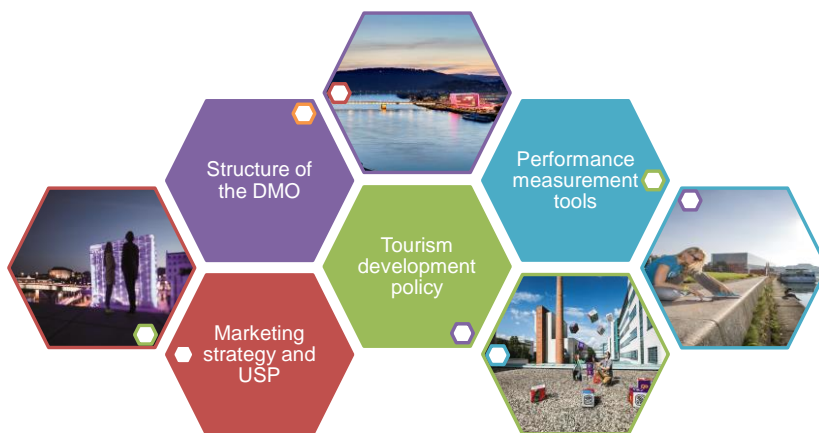 Structure of
the DMO
Performance
measurement
tools
Tourism
development
policy
Marketing
strategy and
USP